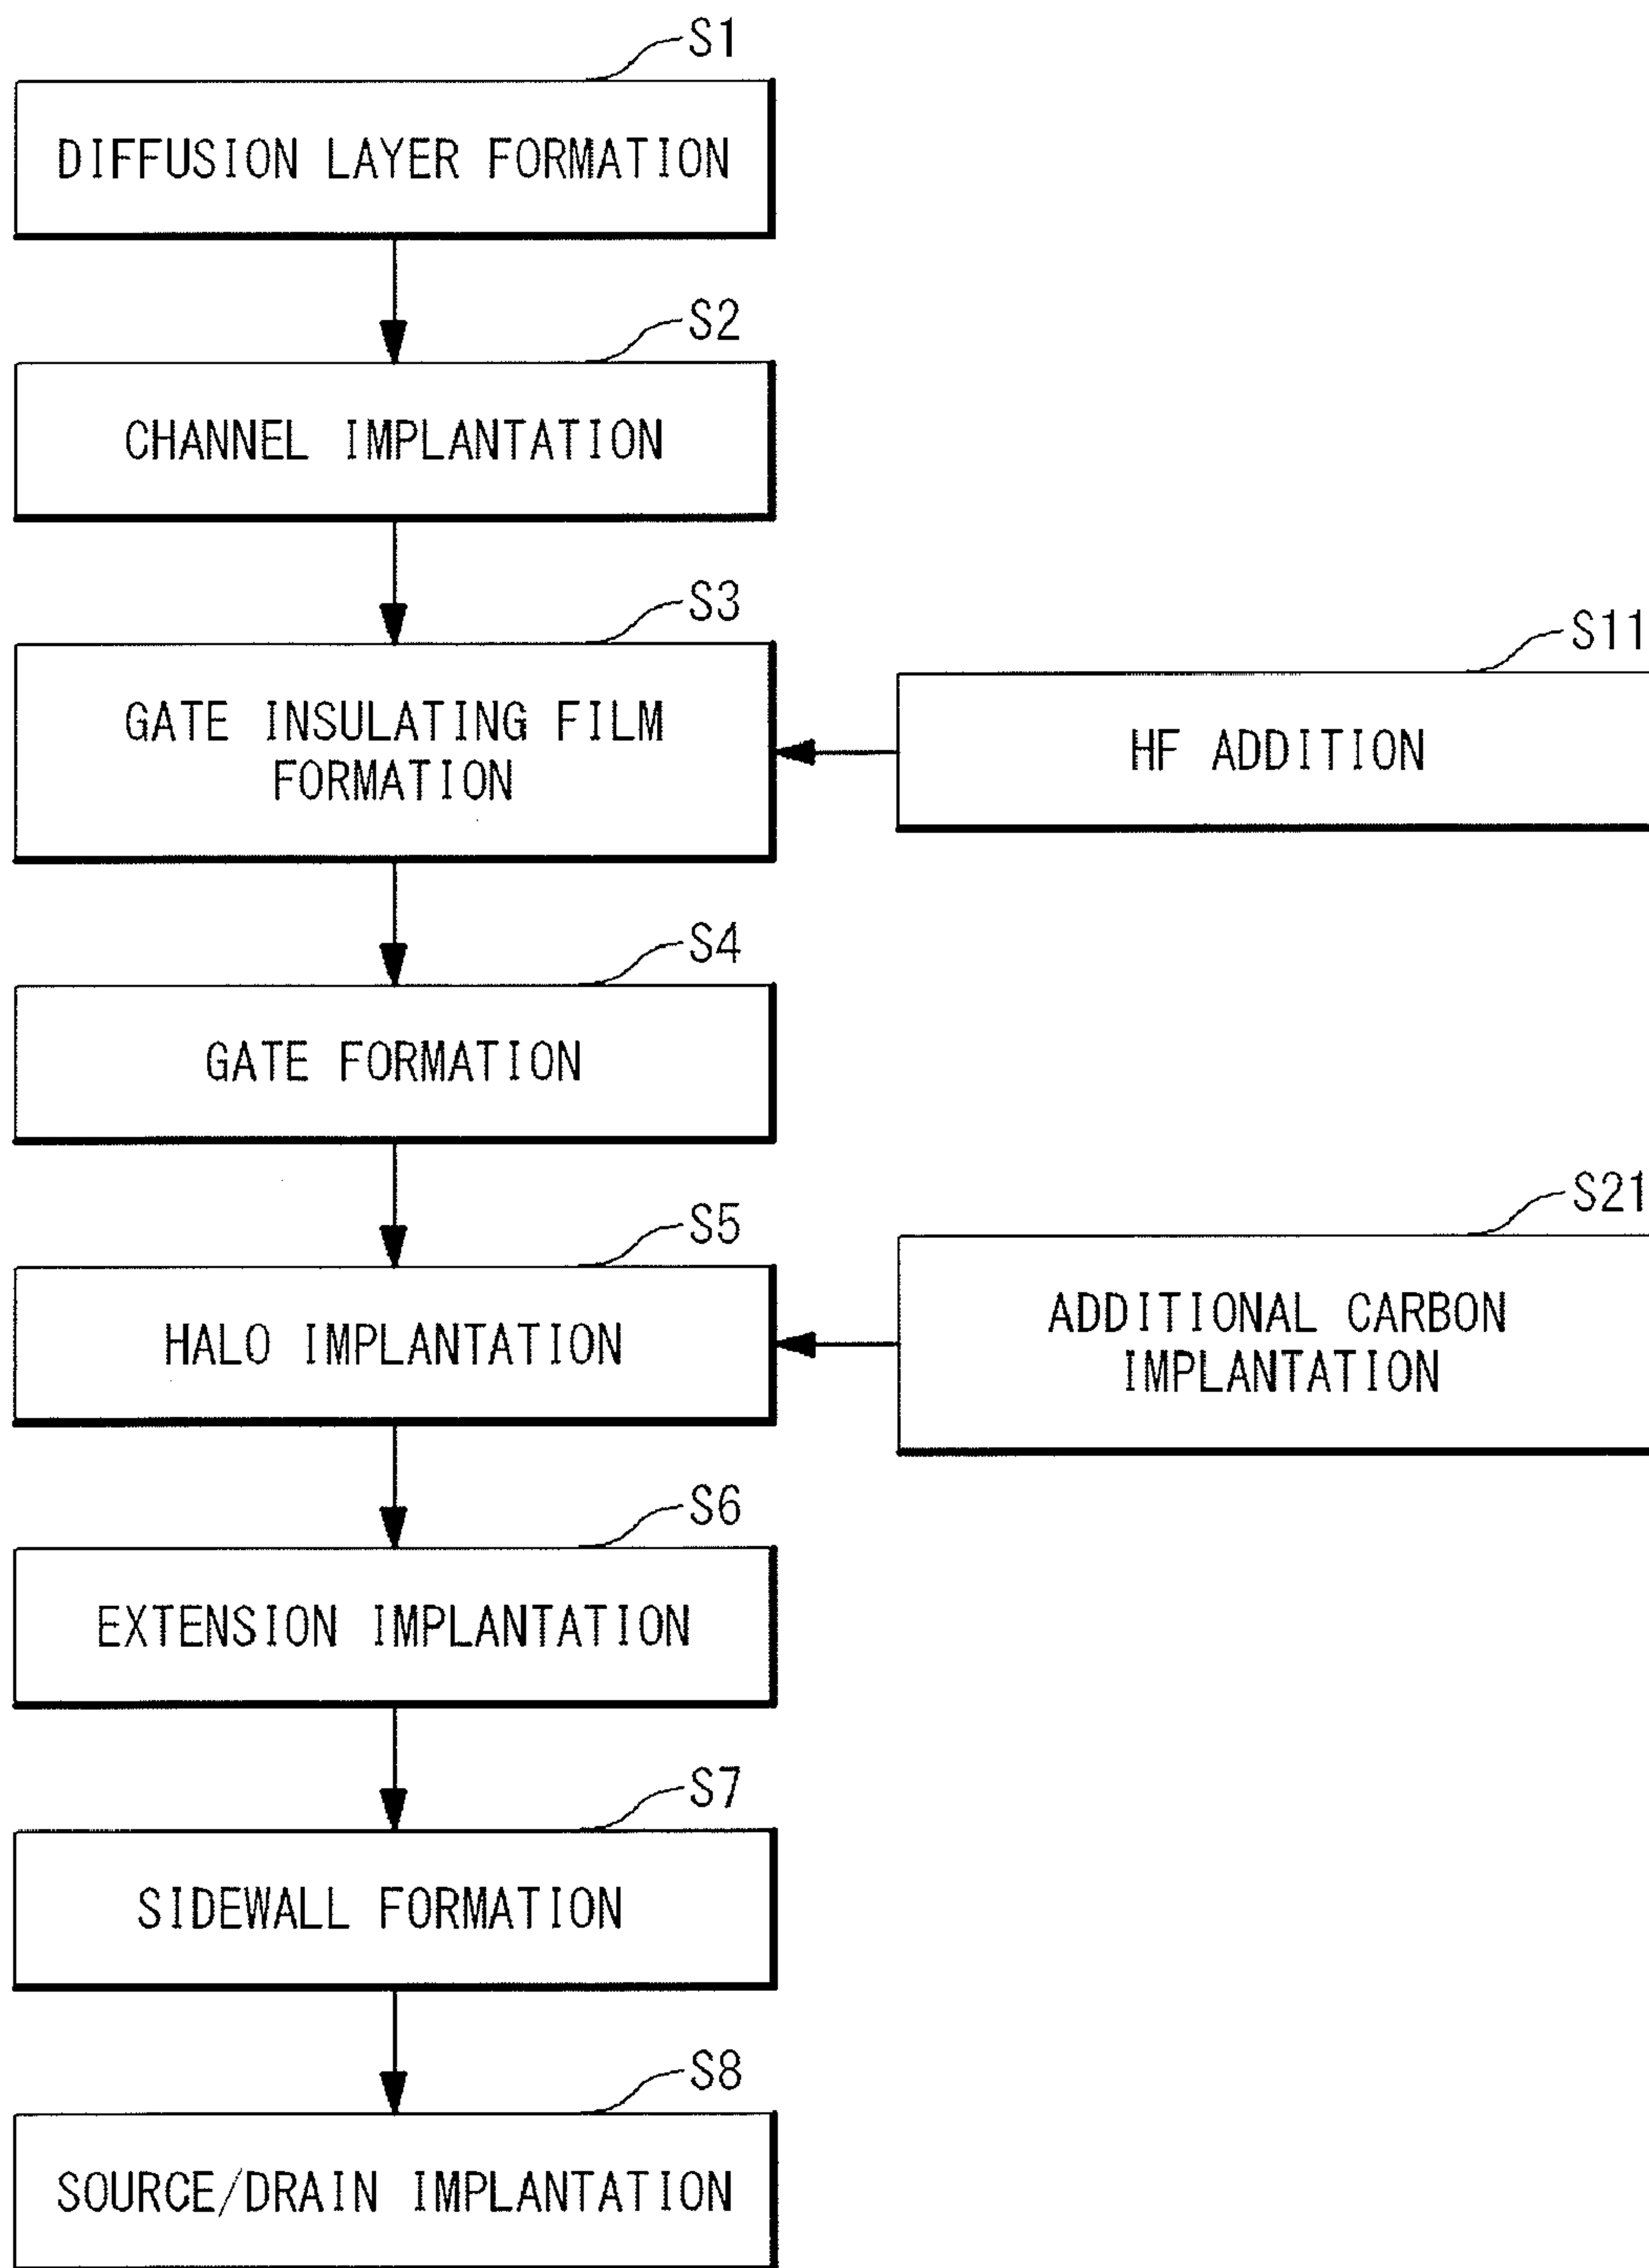 S1
DIFFUSION LAYER FORMATION
S2
CHANNEL IMPLANTATION
S3
GATE INSULATING FILM
FORMATION
S11
HF ADDITION
S4
GATE FORMATION
S5
HALO IMPLANTATION
S21
ADDITIONAL CARBON
IMPLANTATION
S6
EXTENSION IMPLANTATION
S7
SIDEWALL FORMATION
S8
SOURCE/DRAIN IMPLANTATION